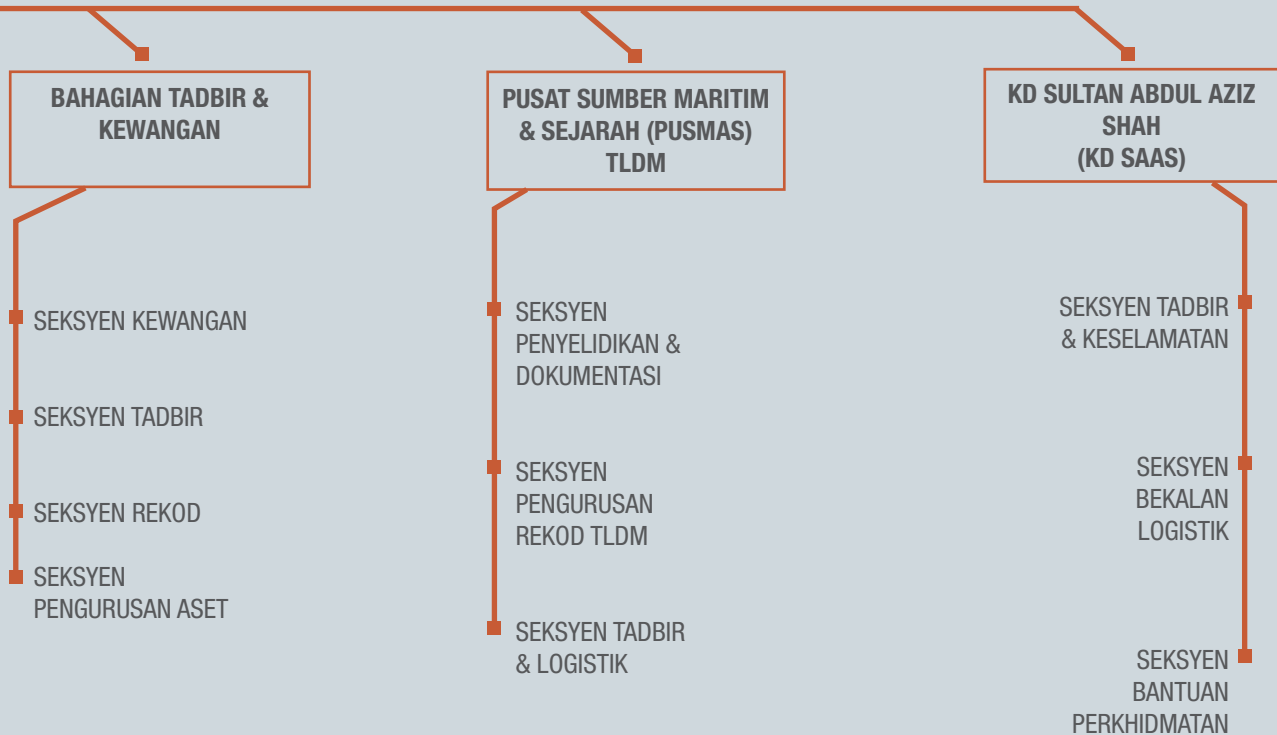 BAHAGIAN TADBIR &
KEWANGAN
SEKSYEN KEWANGAN
SEKSYEN TADBIR
SEKSYEN REKOD
SEKSYEN
PENGURUSAN ASET
PUSAT SUMBER MARITIM
& SEJARAH (PUSMAS)
TLDM
SEKSYEN
PENYELIDIKAN &
DOKUMENTASI
SEKSYEN
PENGURUSAN
REKOD TLDM
SEKSYEN TADBIR
& LOGISTIK
KD SULTAN ABDUL AZIZ
SHAH
(KD SAAS)
SEKSYEN TADBIR
& KESELAMATAN
SEKSYEN
BEKALAN
LOGISTIK
SEKSYEN
BANTUAN
PERKHIDMATAN